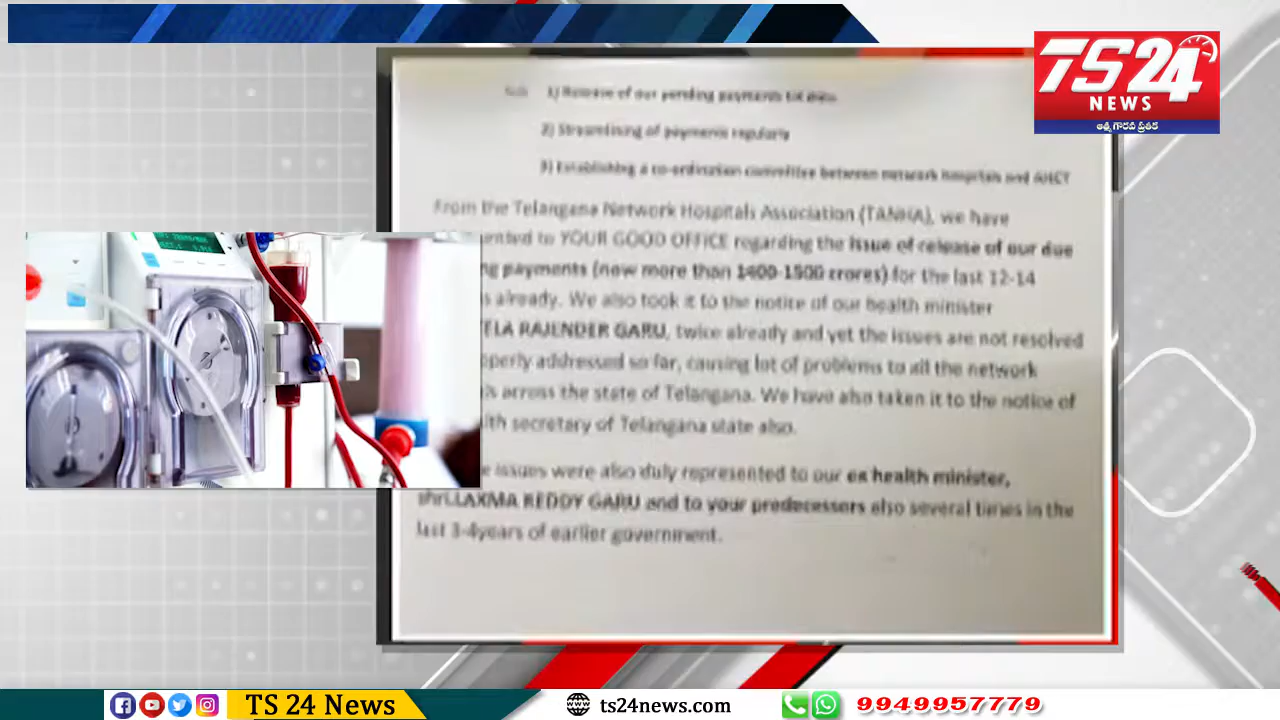 TS24
NEWS
ఆత్మ గౌరవ ప్రతీక
1) Release of our pending payments till date
2) Streamlising of payments regularly
3) Establishing a co-ordination committee between network hospitals and AHCT
From the Telangana Network Hospitals Association (TANHA), we have
to YOUR GOOD OFFICE regarding the issue of release of our due
payments (now more than 1400-1500 crores) for the last 12-14
already. We also took it to the notice of our health minister
RAJENDER GARU, twice already and yet the issues are not resolved
addressed so far, causing lot of problems to all the network
across the state of Telangana. We have also taken it to the notice of
secretary of Telangana state also.
issues were also duly represented to our ex health minister,
shri.LAXMA REDDY GARU and to your predecessors also several times in the
last 3-4years of earlier government.
TS 24 News
ts24news.com
9949957779